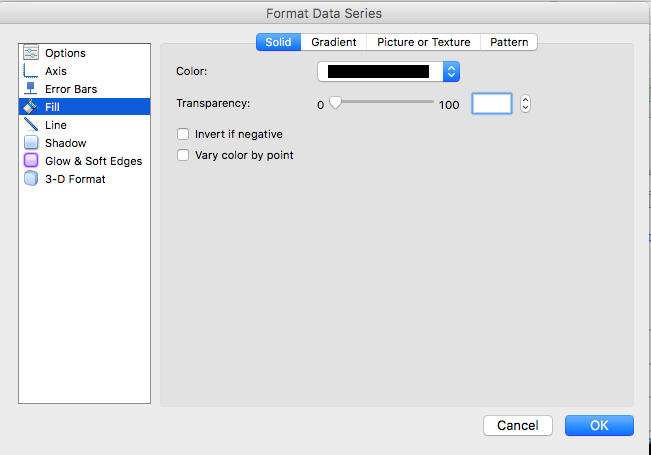 Format Data Series
Options
Axis
Error Bars
Fill
Line
Shadow
Glow & Soft Edges
3-D Format
Solid Gradient Picture or Texture Pattern
Color:
Transparency: 0 100
Invert if negative
Vary color by point
Cancel OK